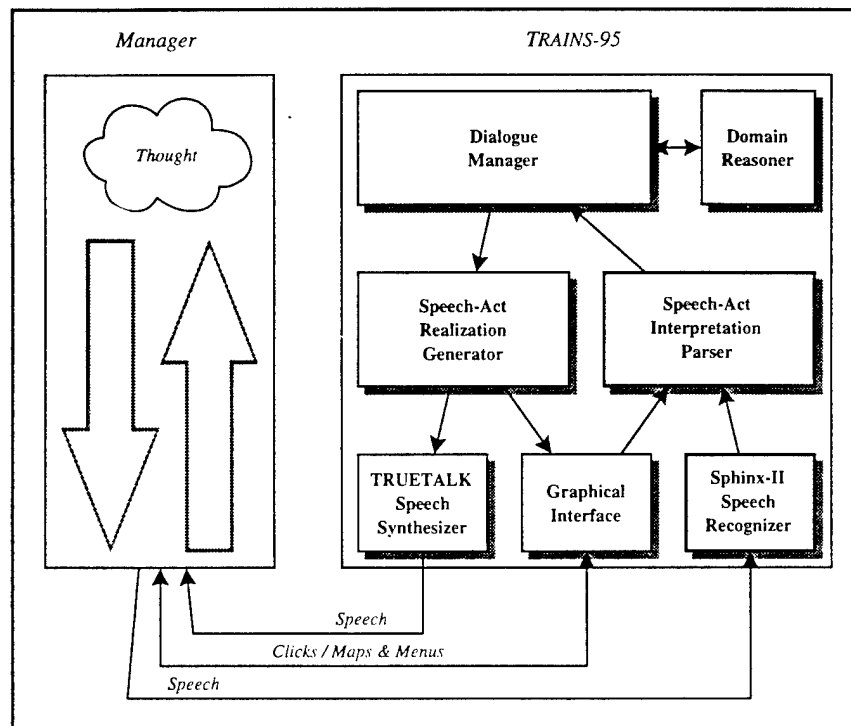 Manager
TRAINS-95
Thought
Dialogue
Manager
Domain
Reasoner
Speech-Act
Realization
Generator
Speech-Act
Interpretation
Parser
TRUETALK
Speech
Synthesizer
Graphical
Interface
Sphinx-II
Speech
Recognizer
Speech
Clicks / Maps & Menus
Speech